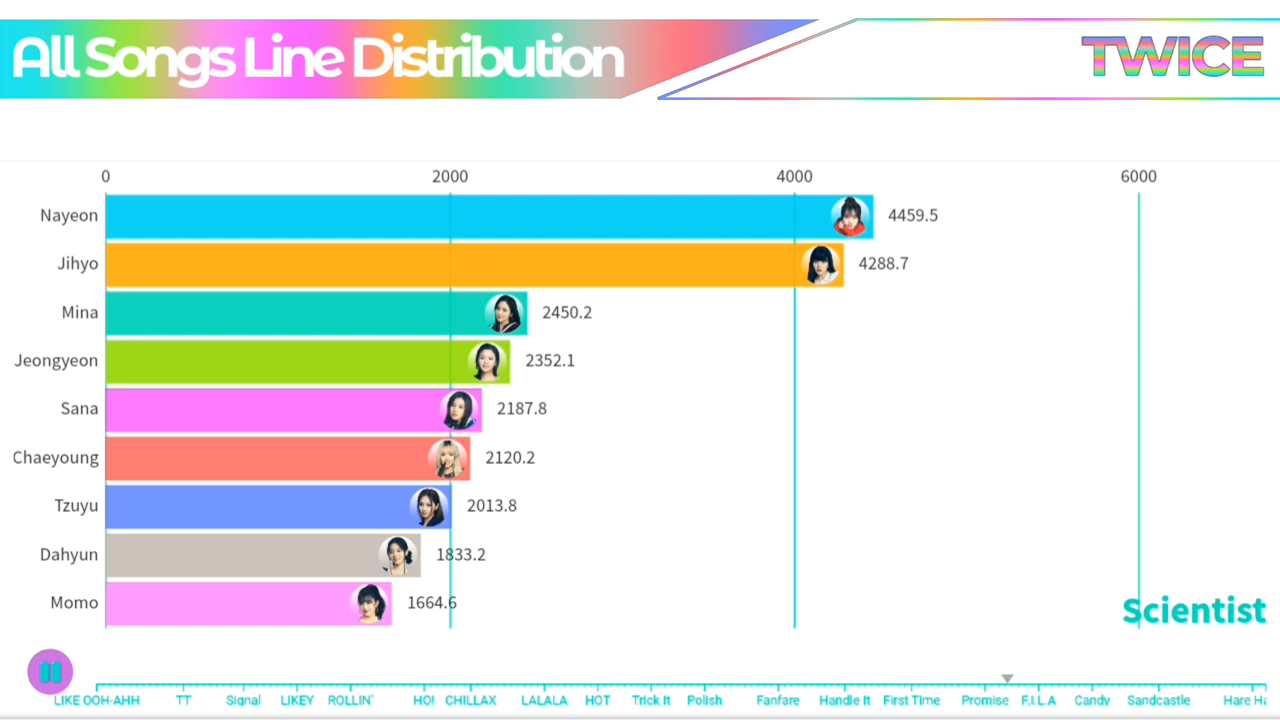 All Songs Line Distribution
TWICE
0 2000 4000 6000
Nayeon 4459.5
Jihyo 4288.7
Mina 2450.2
Jeongyeon 2352.1
Sana 2187.8
Chaeyoung 2120.2
Tzuyu 2013.8
Dahyun 1833.2
Momo 1664.6
Scientist
LIKE OOH-AHH TT Signal LIKEY ROLLIN' HO! CHILLAX LALALA HOT Trick It Polish Fanfare Handle It First Time Promise F.I.L.A Candy Sandcastle Hare Ha